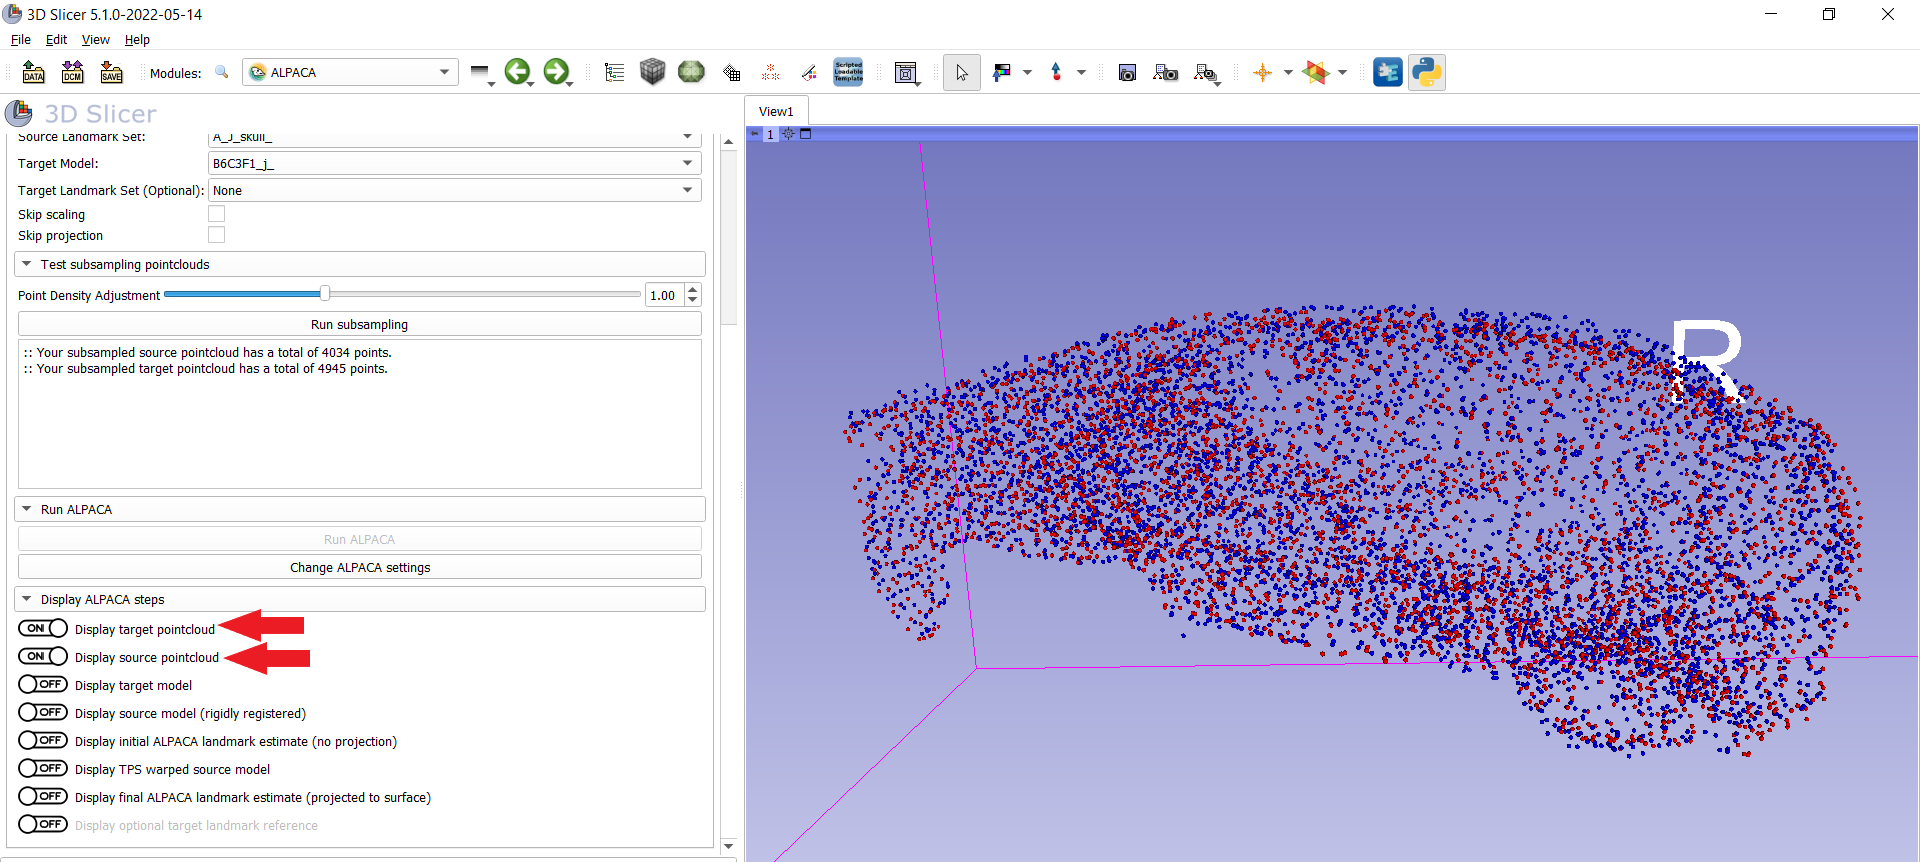 3D Slicer 5.1.0-2022-05-14
File Edit View Help
DATA DCM SAVE Modules: ALPACA Scripted Loadable Template
3D Slicer
View1
1
Source Landmark Set: A_J_skull_
Target Model: B6C3F1_j_
Target Landmark Set (Optional): None
Skip scaling
Skip projection
Test subsampling pointclouds
Point Density Adjustment 1.00
Run subsampling
:: Your subsampled source pointcloud has a total of 4034 points.
:: Your subsampled target pointcloud has a total of 4945 points.
Run ALPACA
Run ALPACA
Change ALPACA settings
Display ALPACA steps
ON Display target pointcloud
ON Display source pointcloud
OFF Display target model
OFF Display source model (rigidly registered)
OFF Display initial ALPACA landmark estimate (no projection)
OFF Display TPS warped source model
OFF Display final ALPACA landmark estimate (projected to surface)
OFF Display optional target landmark reference
R